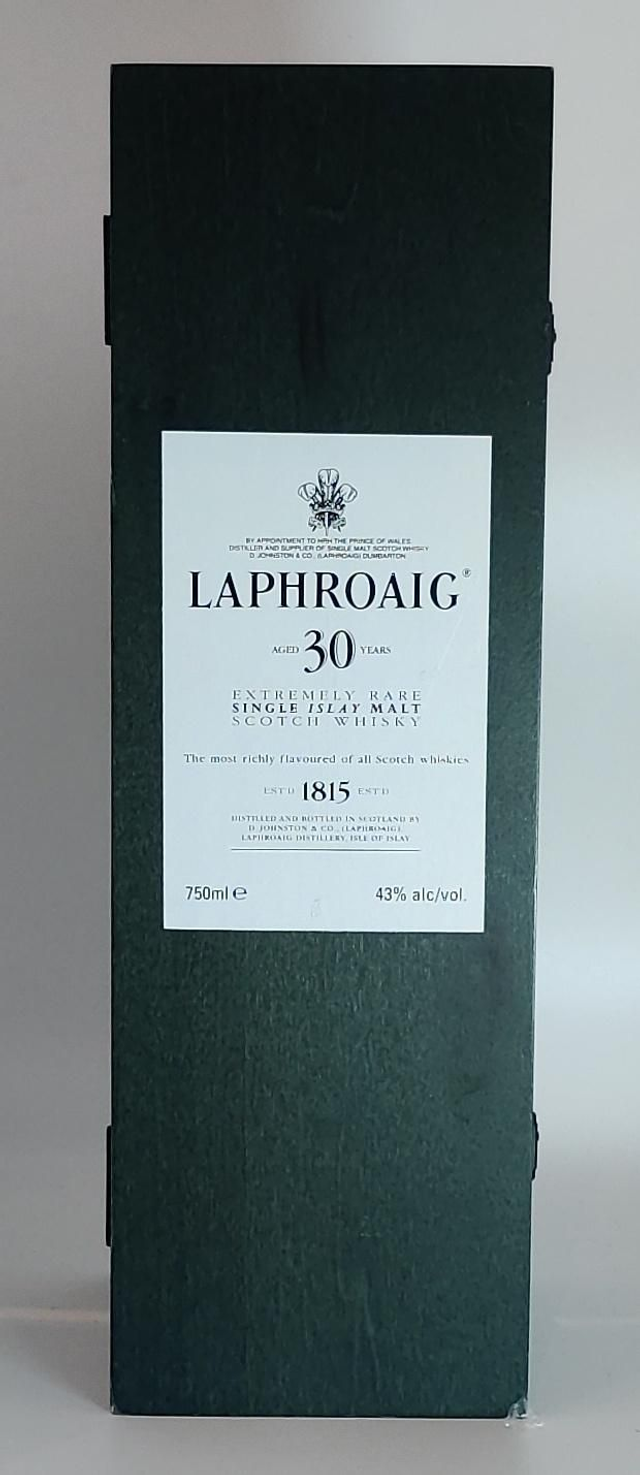 BY APPOINTMENT TO HRH THE PRINCE OF WALES
DISTILLER AND SUPPLIER OF SINGLE MALT SCOTCH WHISKY
D. JOHNSTON & CO., (LAPHROAIG) DUMBARTON
LAPHROAIG®
AGED 30 YEARS
EXTREMELY RARE
SINGLE ISLAY MALT
SCOTCH WHISKY
The most richly flavoured of all Scotch whiskies
ESTD 1815 ESTD
DISTILLED AND BOTTLED IN SCOTLAND BY
D. JOHNSTON & CO., (LAPHROAIG),
LAPHROAIG DISTILLERY, ISLE OF ISLAY
750ml ℮ 43% alc/vol.